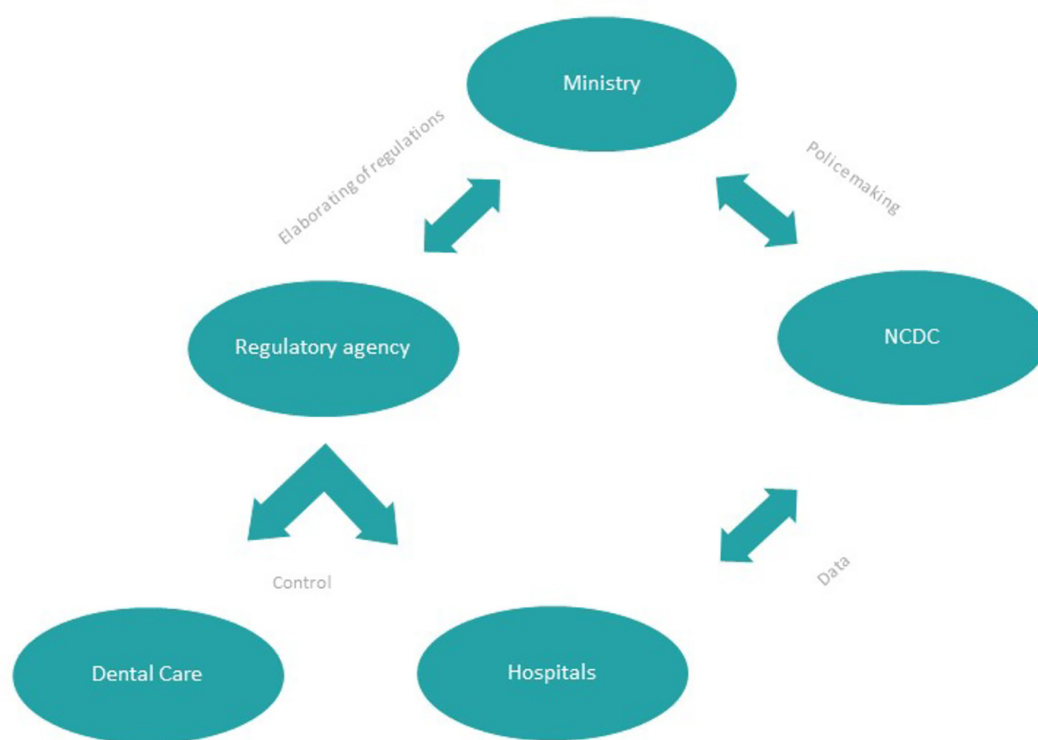 Ministry
Elaborating of regulations
Police making
Regulatory agency
NCDC
Control
Data
Dental Care
Hospitals